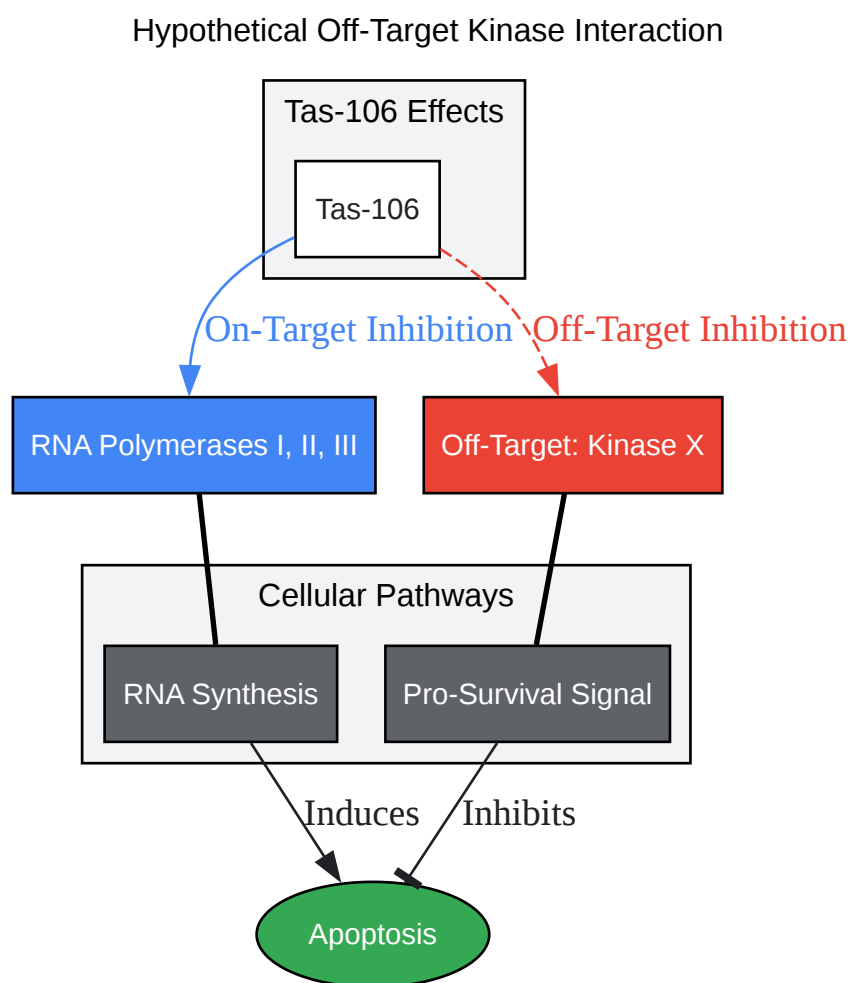 Hypothetical Off-Target Kinase Interaction
Tas-106 Effects
Tas-106
On-Target Inhibition
Off-Target Inhibition
RNA Polymerases I, II, III
Off-Target: Kinase X
Cellular Pathways
RNA Synthesis
Pro-Survival Signal
Induces
Inhibits
Apoptosis